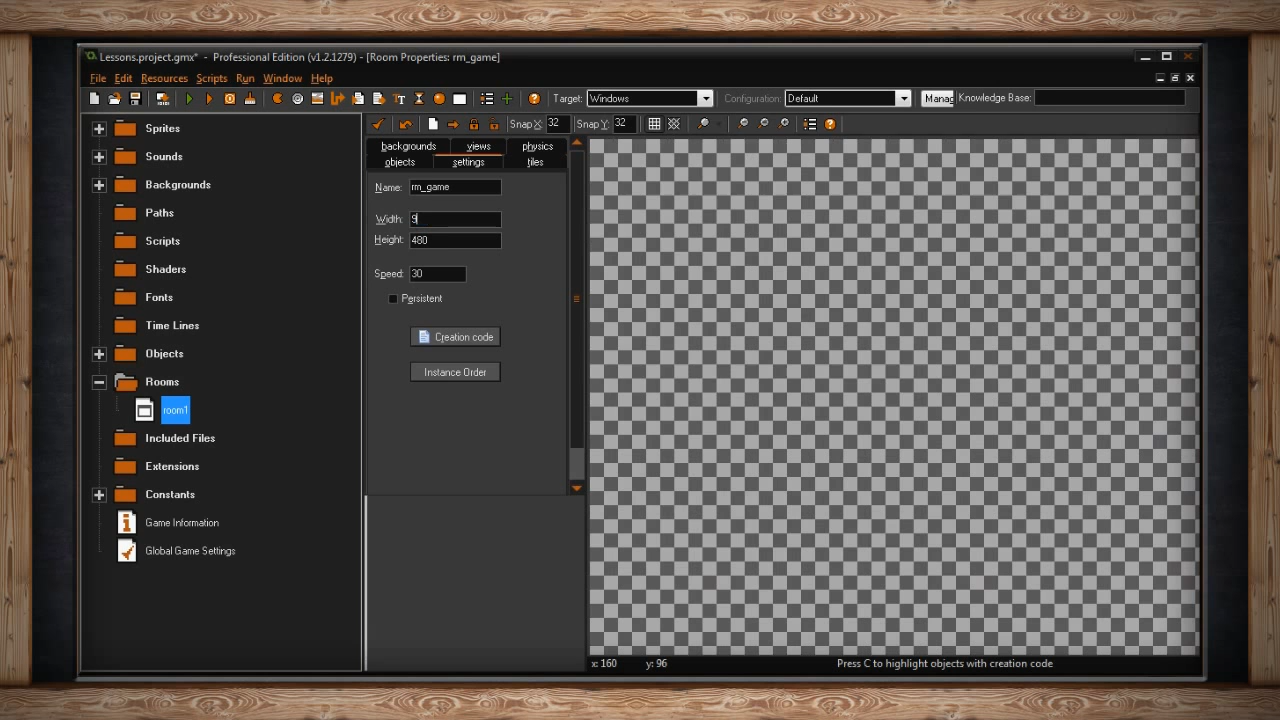 Lessons.project.gmx* - Professional Edition (v1.2.1279) - [Room Properties: rm_game]
File Edit Resources Scripts Run Window Help
Target: Windows Configuration: Default Manag Knowledge Base:
Snap X: 32 Snap Y: 32
Sprites
Sounds
Backgrounds
Paths
Scripts
Shaders
Fonts
Time Lines
Objects
Rooms
room1
Included Files
Extensions
Constants
Game Information
Global Game Settings
backgrounds views physics
objects settings tiles
Name: rm_game
Width: 9
Height: 480
Speed: 30
Persistent
Creation code
Instance Order
x: 160 y: 96 Press C to highlight objects with creation code